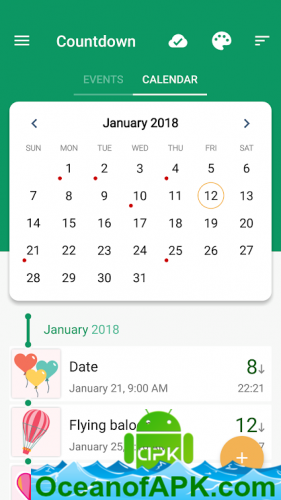 Countdown
EVENTS CALENDAR
January 2018
SUN MON TUE WED THU FRI SAT
1 2 3 4 5 6
7 8 9 10 11 12 13
14 15 16 17 18 19 20
21 22 23 24 25 26 27
28 29 30 31
January 2018
Date 8↓
January 21, 9:00 AM 22:21
Flying balo 12↓
January 25,
APK
+
OceanofAPK.com